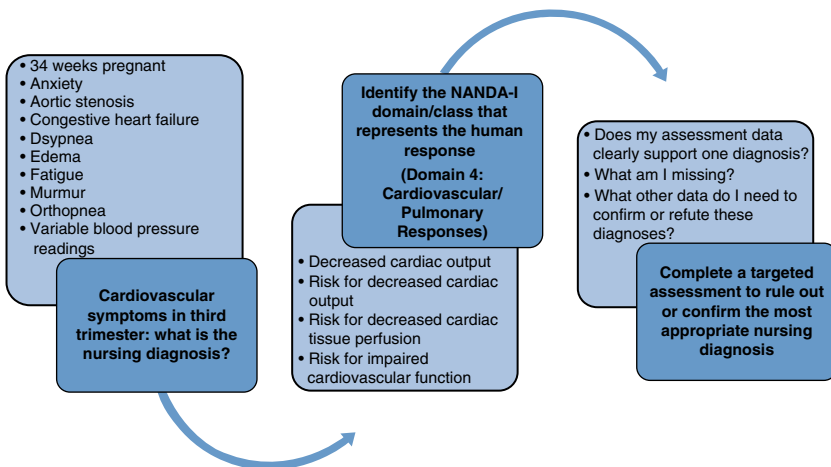 • 34 weeks pregnant
• Anxiety
• Aortic stenosis
• Congestive heart failure
• Dsypnea
• Edema
• Fatigue
• Murmur
• Orthopnea
• Variable blood pressure
readings
Cardiovascular
symptoms in third
trimester: what is the
nursing diagnosis?
Identify the NANDA-I
domain/class that
represents the human
response
(Domain 4:
Cardiovascular/
Pulmonary
Responses)
• Decreased cardiac output
• Risk for decreased cardiac
output
• Risk for decreased cardiac
tissue perfusion
• Risk for impaired
cardiovascular function
• Does my assessment data
clearly support one diagnosis?
• What am I missing?
• What other data do I need to
confirm or refute these
diagnoses?
Complete a targeted
assessment to rule out
or confirm the most
appropriate nursing
diagnosis